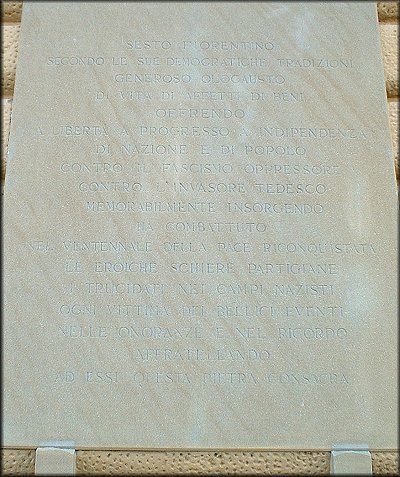 SESTO FIORENTINO
SECONDO LE SUE DEMOCRATICHE TRADIZIONI
GENEROSO OLOCAUSTO
DI VITA DI AFFETTI DI BENI
OFFRENDO
A LIBERTÀ A PROGRESSO A INDIPENDENZA
DI NAZIONE E DI POPOLO
CONTRO IL FASCISMO OPPRESSORE
CONTRO L'INVASORE TEDESCO
MEMORABILMENTE INSORGENDO
HA COMBATTUTO
NEL VENTENNALE DELLA PACE RICONQUISTATA
LE EROICHE SCHIERE PARTIGIANE
I TRUCIDATI NEI CAMPI NAZISTI
OGNI VITTIMA DEI BELLICI EVENTI
NELLE ONORANZE E NEL RICORDO
AFFRATELLANDO
AD ESSI QUESTA PIETRA CONSACRA